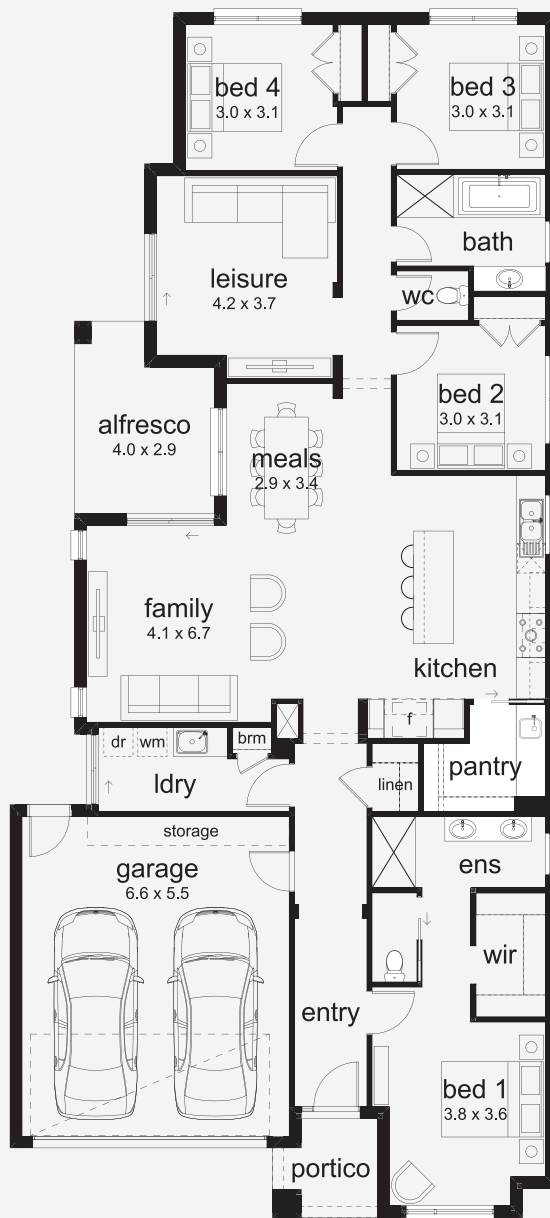 bed 4
3.0 x 3.1
bed 3
3.0 x 3.1
bath
leisure
4.2 x 3.7
wc
bed 2
3.0 x 3.1
alfresco
4.0 x 2.9
meals
2.9 x 3.4
family
4.1 x 6.7
kitchen
f
dr
wm
brm
ldry
linen
pantry
storage
garage
6.6 x 5.5
ens
wir
entry
bed 1
3.8 x 3.6
portico